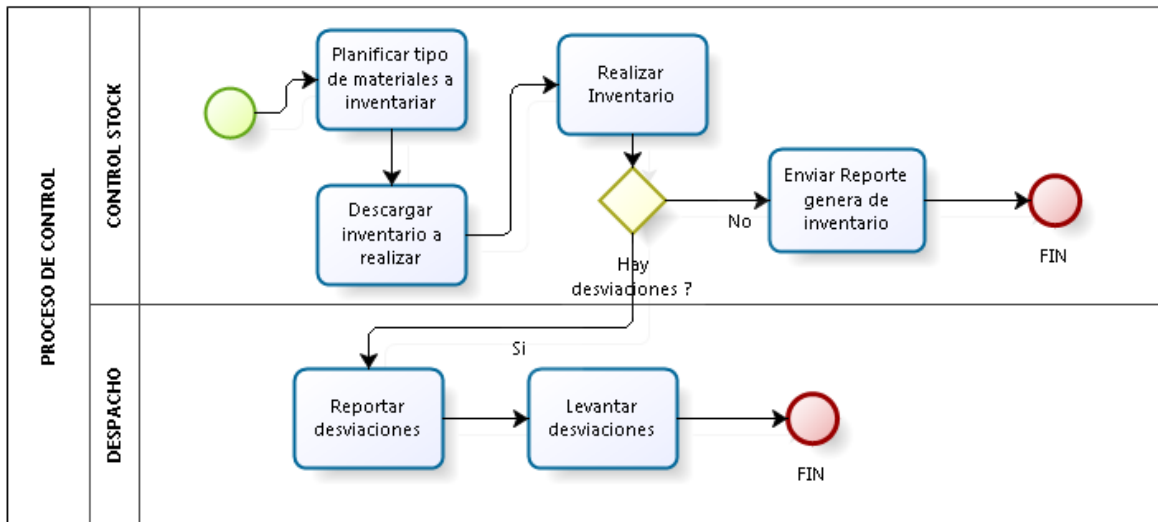 PROCESO DE CONTROL
CONTROL STOCK
Planificar tipo
de materiales a
inventariar
Descargar
inventario a
realizar
Realizar
Inventario
Hay
desviaciones ?
No
Enviar Reporte
genera de
inventario
FIN
DESPACHO
Si
Reportar
desviaciones
Levantar
desviaciones
FIN